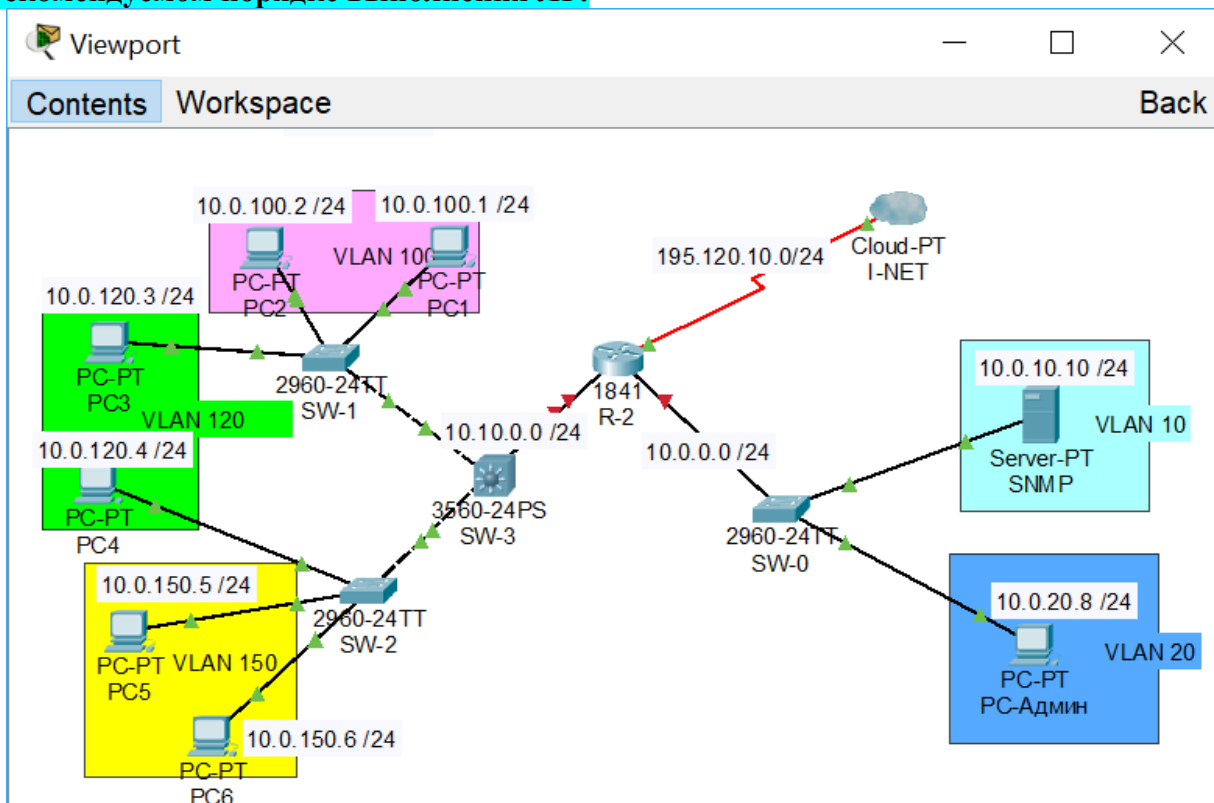 екомендуемом порядке выполнения ЛР.
Viewport
Contents Workspace Back
10.0.100.2 /24
10.0.100.1 /24
VLAN 100
PC-PT
PC2
PC-PT
PC1
10.0.120.3 /24
PC-PT
PC3
VLAN 120
10.0.120.4 /24
PC-PT
PC4
2960-24TT
SW-1
10.10.0.0 /24
3560-24PS
SW-3
10.0.150.5 /24
PC-PT
PC5
VLAN 150
2960-24TT
SW-2
10.0.150.6 /24
PC-PT
PC6
195.120.10.0/24
Cloud-PT
I-NET
1841
R-2
10.0.0.0 /24
2960-24TT
SW-0
10.0.10.10 /24
VLAN 10
Server-PT
SNMP
10.0.20.8 /24
VLAN 20
PC-PT
PC-Админ